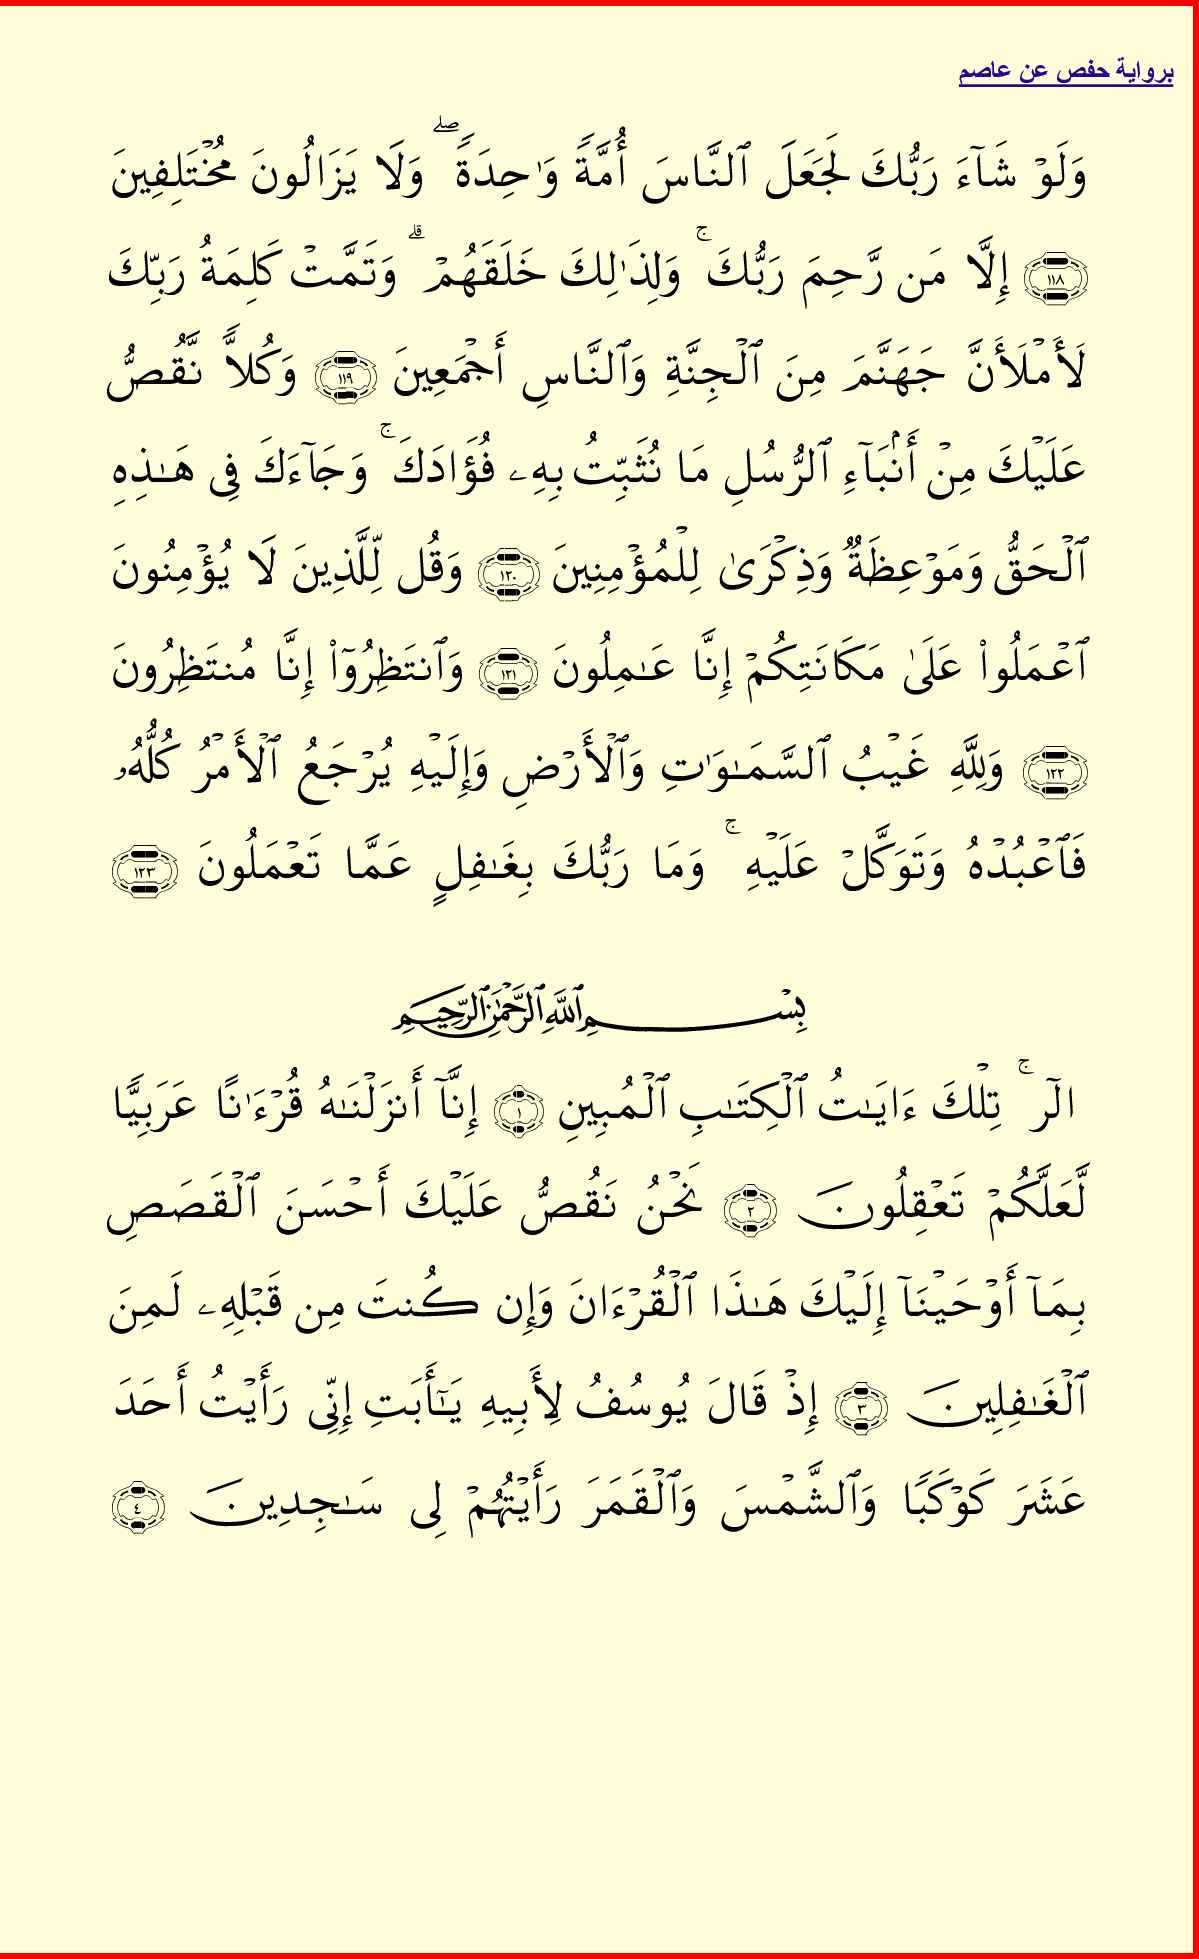 برواية حفص عن عاصم
وَلَوۡ شَآءَ رَبُّكَ لَجَعَلَ ٱلنَّاسَ أُمَّةً وَٰحِدَةًۖ وَلَا يَزَالُونَ مُخۡتَلِفِينَ
١١٨ إِلَّا مَن رَّحِمَ رَبُّكَۚ وَلِذَٰلِكَ خَلَقَهُمۡۗ وَتَمَّتۡ كَلِمَةُ رَبِّكَ
لَأَمۡلَأَنَّ جَهَنَّمَ مِنَ ٱلۡجِنَّةِ وَٱلنَّاسِ أَجۡمَعِينَ ١١٩ وَكُلاًّ نَّقُصُّ
عَلَيۡكَ مِنۡ أَنۢبَآءِ ٱلرُّسُلِ مَا نُثَبِّتُ بِهِۦ فُؤَادَكَۚ وَجَآءَكَ فِى هَـٰذِهِ
ٱلۡحَقُّ وَمَوۡعِظَةٌ وَذِكۡرَىٰ لِلۡمُؤۡمِنِينَ ١٢٠ وَقُل لِّلَّذِينَ لَا يُؤۡمِنُونَ
ٱعۡمَلُواْ عَلَىٰ مَكَانَتِكُمۡ إِنَّا عَـٰمِلُونَ ١٢١ وَٱنتَظِرُوٓاْ إِنَّا مُنتَظِرُونَ
١٢٢ وَلِلَّهِ غَيۡبُ ٱلسَّمَـٰوَٰتِ وَٱلۡأَرۡضِ وَإِلَيۡهِ يُرۡجَعُ ٱلۡأَمۡرُ كُلُّهُۥ
فَٱعۡبُدۡهُ وَتَوَكَّلۡ عَلَيۡهِۚ وَمَا رَبُّكَ بِغَـٰفِلٍ عَمَّا تَعۡمَلُونَ ١٢٣
بِسۡمِ ٱللَّهِ ٱلرَّحۡمَـٰنِ ٱلرَّحِيمِ
الٓرۚ تِلۡكَ ءَايَـٰتُ ٱلۡكِتَـٰبِ ٱلۡمُبِينِ ١ إِنَّآ أَنزَلۡنَـٰهُ قُرۡءَٰنًا عَرَبِيًّا
لَّعَلَّكُمۡ تَعۡقِلُونَ ٢ نَحۡنُ نَقُصُّ عَلَيۡكَ أَحۡسَنَ ٱلۡقَصَصِ
بِمَآ أَوۡحَيۡنَآ إِلَيۡكَ هَـٰذَا ٱلۡقُرۡءَانَ وَإِن كُنتَ مِن قَبۡلِهِۦ لَمِنَ
ٱلۡغَـٰفِلِينَ ٣ إِذۡ قَالَ يُوسُفُ لِأَبِيهِ يَـٰٓأَبَتِ إِنِّى رَأَيۡتُ أَحَدَ
عَشَرَ كَوۡكَبًا وَٱلشَّمۡسَ وَٱلۡقَمَرَ رَأَيۡتُهُمۡ لِى سَـٰجِدِينَ ٤